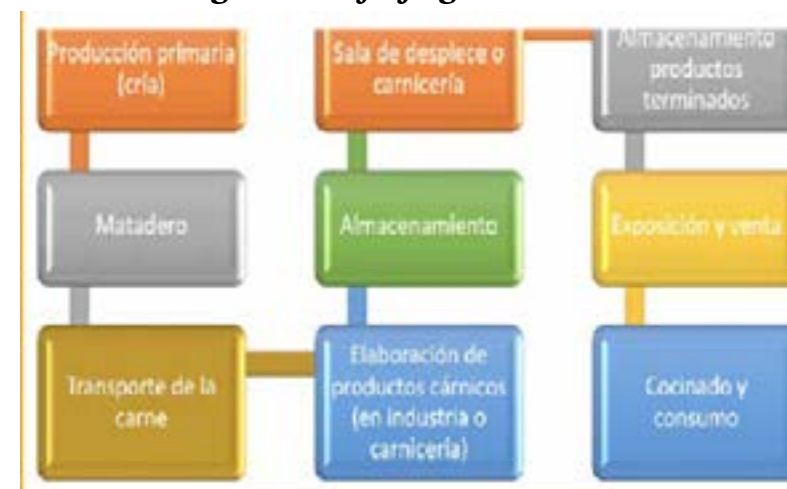 Producción primaria
(cría)
Matadero
Transporte de la
carne
Elaboración de
productos cárnicos
(en industria o
carnicería)
Almacenamiento
Sala de despiece o
carnicería
Almacenamiento
productos
terminados
Exposición y venta
Cocinado y
consumo